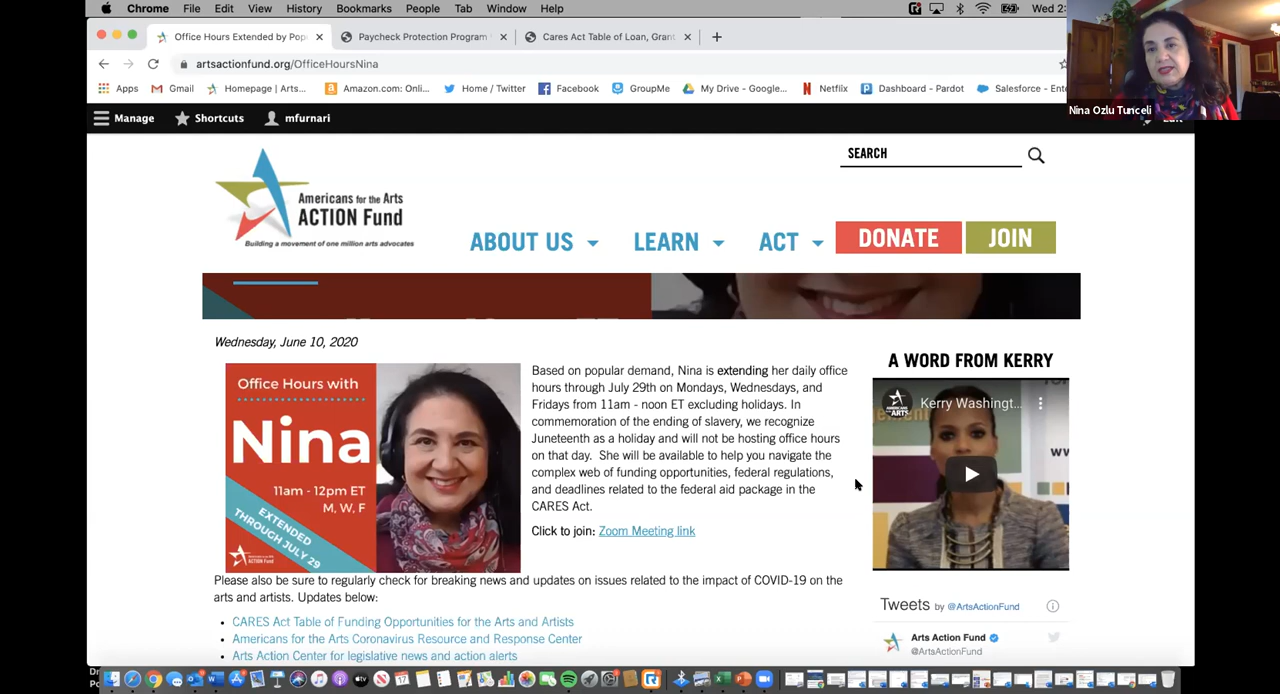 Chrome File Edit View History Bookmarks People Tab Window Help Wed 2:
Office Hours Extended by Pop Paycheck Protection Program Cares Act Table of Loan, Grant
artsactionfund.org/OfficeHoursNina
Apps Gmail Homepage | Arts... Amazon.com: Onli... Home / Twitter Facebook GroupMe My Drive - Google... Netflix Dashboard - Pardot Salesforce - Ente
Nina Ozlu Tunceli
Manage Shortcuts mfurnari
SEARCH
Americans for the Arts
ACTION Fund
Building a movement of one million arts advocates
ABOUT US LEARN ACT DONATE JOIN
Wednesday, June 10, 2020
Office Hours with
Nina
11am - 12pm ET
M, W, F
EXTENDED
THROUGH JULY 29
Americans for the Arts
ACTION Fund
Based on popular demand, Nina is extending her daily office
hours through July 29th on Mondays, Wednesdays, and
Fridays from 11am - noon ET excluding holidays. In
commemoration of the ending of slavery, we recognize
Juneteenth as a holiday and will not be hosting office hours
on that day. She will be available to help you navigate the
complex web of funding opportunities, federal regulations,
and deadlines related to the federal aid package in the
CARES Act.
Click to join: Zoom Meeting link
A WORD FROM KERRY
Kerry Washingt...
Please also be sure to regularly check for breaking news and updates on issues related to the impact of COVID-19 on the
arts and artists. Updates below:
CARES Act Table of Funding Opportunities for the Arts and Artists
Americans for the Arts Coronavirus Resource and Response Center
Arts Action Center for legislative news and action alerts
Tweets by @ArtsActionFund
Arts Action Fund
@ArtsActionFund